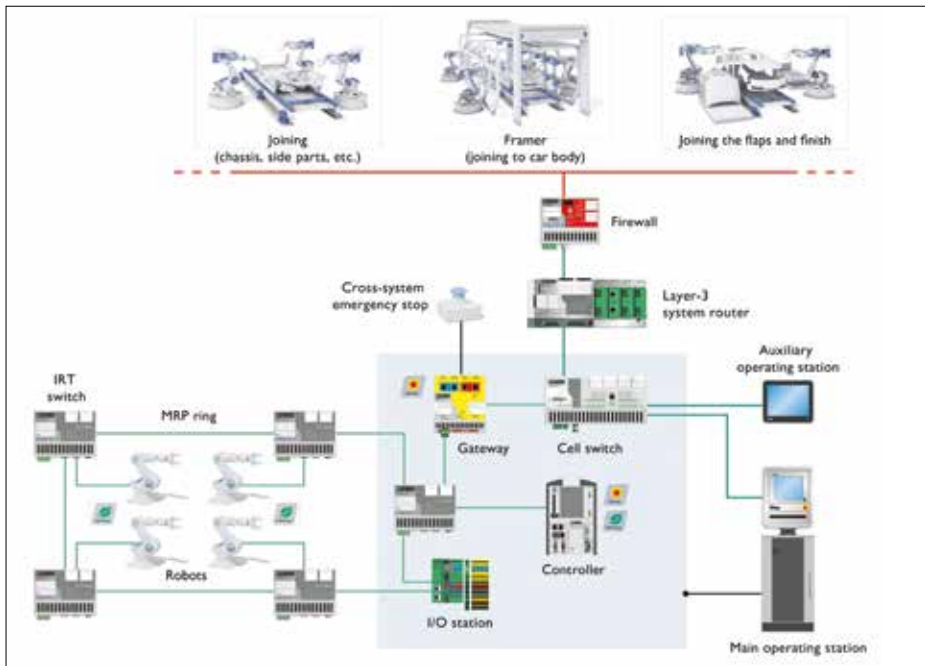 Joining
(chassis, side parts, etc.)
Framer
(joining to car body)
Joining the flaps and finish
Firewall
Cross-system
emergency stop
Layer-3
system router
Auxiliary
operating station
IRT
switch
MRP ring
Gateway
Cell switch
Robots
Controller
I/O station
Main operating station